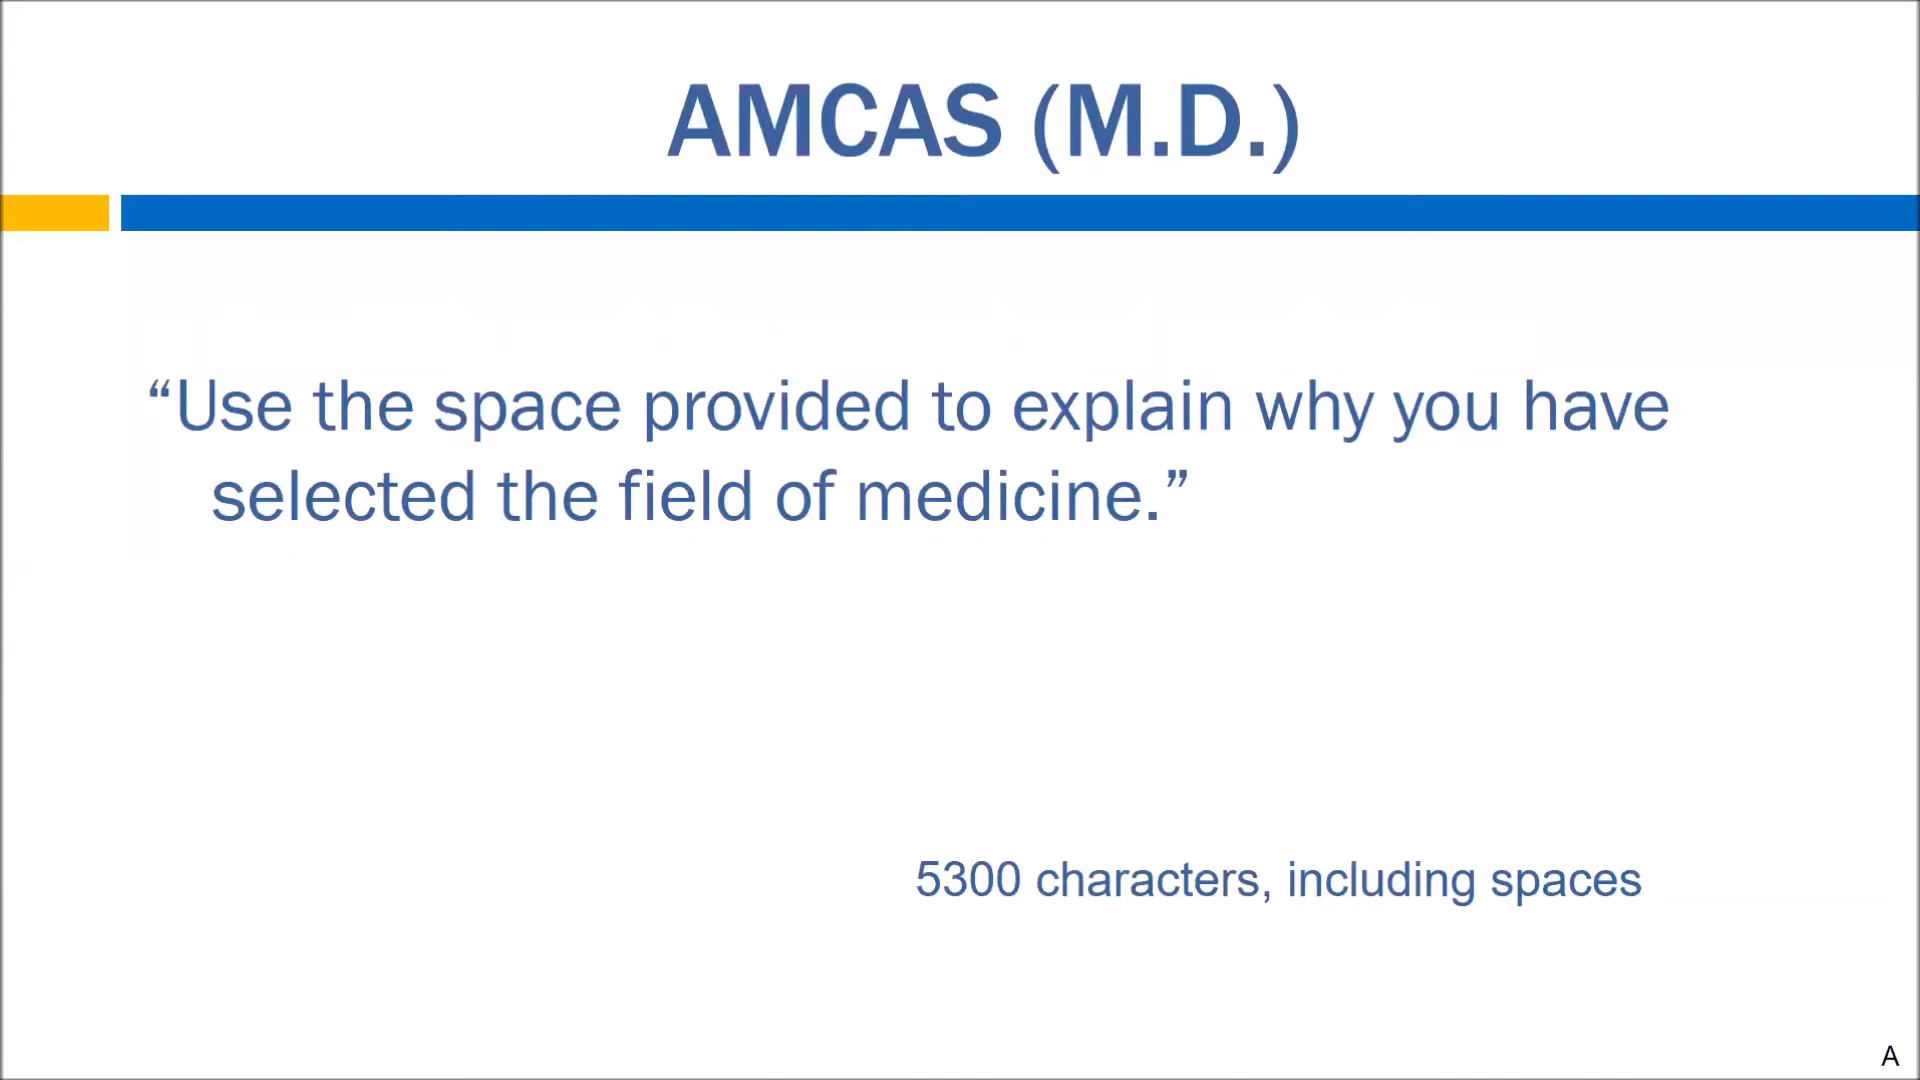 AMCAS (M.D.)
“Use the space provided to explain why you have
selected the field of medicine.”
5300 characters, including spaces
A